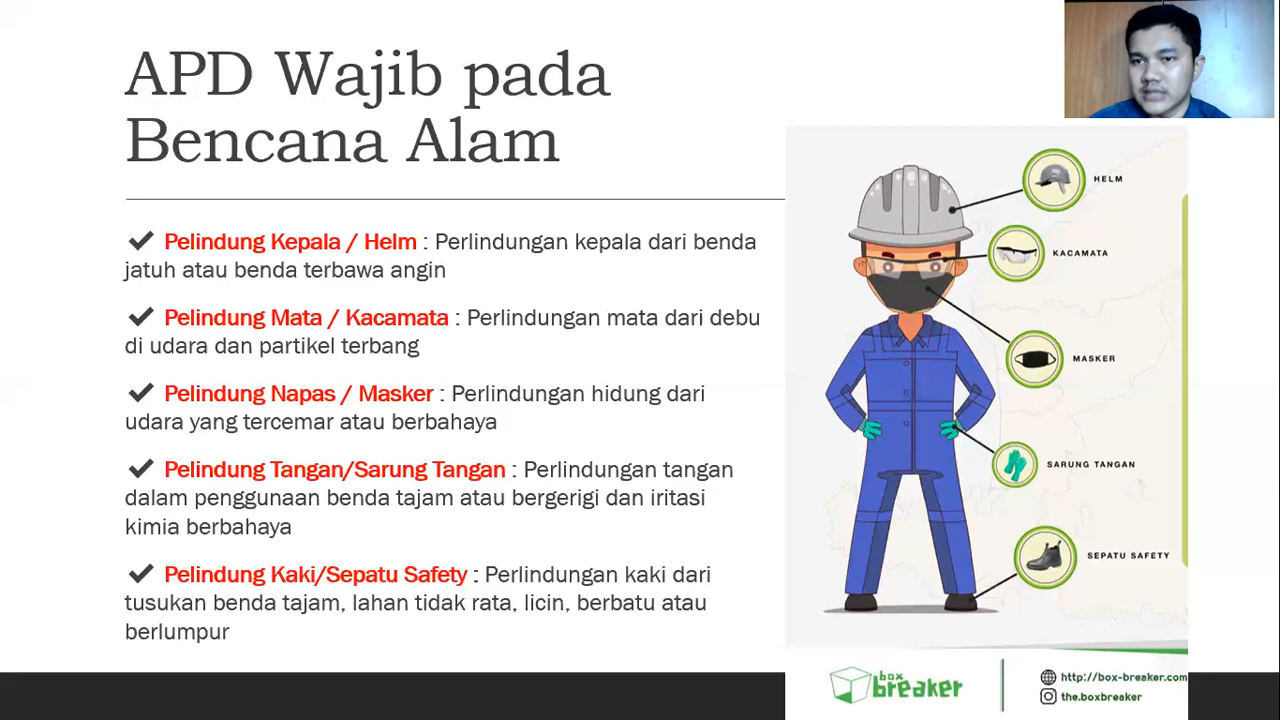 APD Wajib pada
Bencana Alam
✔ Pelindung Kepala / Helm : Perlindungan kepala dari benda
jatuh atau benda terbawa angin
✔ Pelindung Mata / Kacamata : Perlindungan mata dari debu
di udara dan partikel terbang
✔ Pelindung Napas / Masker : Perlindungan hidung dari
udara yang tercemar atau berbahaya
✔ Pelindung Tangan/Sarung Tangan : Perlindungan tangan
dalam penggunaan benda tajam atau bergerigi dan iritasi
kimia berbahaya
✔ Pelindung Kaki/Sepatu Safety : Perlindungan kaki dari
tusukan benda tajam, lahan tidak rata, licin, berbatu atau
berlumpur
HELM
KACAMATA
MASKER
SARUNG TANGAN
SEPATU SAFETY
box
breaker
http://box-breaker.com
the.boxbreaker